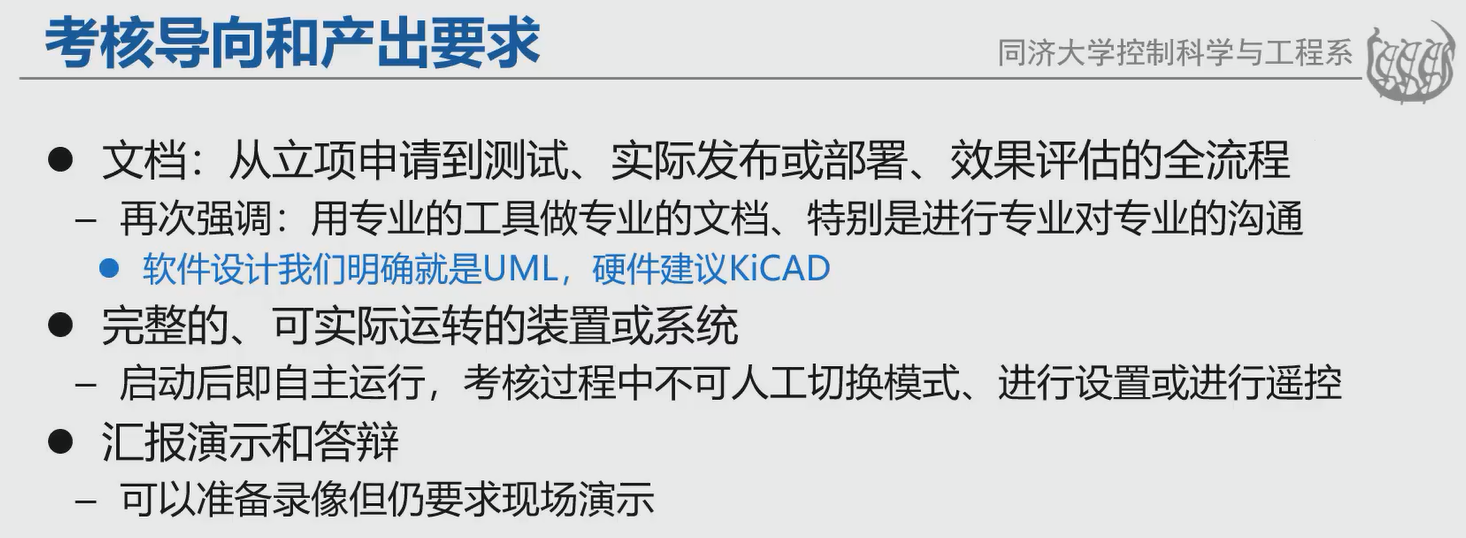 考核导向和产出要求
同济大学控制科学与工程系
● 文档：从立项申请到测试、实际发布或部署、效果评估的全流程
– 再次强调：用专业的工具做专业的文档、特别是进行专业对专业的沟通
● 软件设计我们明确就是UML，硬件建议KiCAD
● 完整的、可实际运转的装置或系统
– 启动后即自主运行，考核过程中不可人工切换模式、进行设置或进行遥控
● 汇报演示和答辩
– 可以准备录像但仍要求现场演示